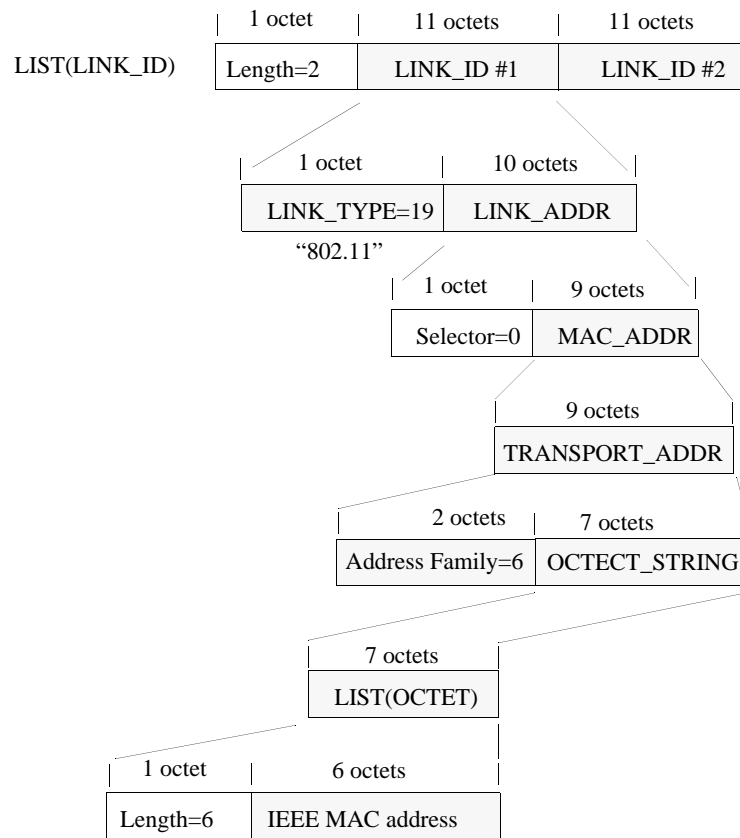 1 octet 11 octets 11 octets
LIST(LINK_ID) Length=2 LINK_ID #1 LINK_ID #2
1 octet 10 octets
LINK_TYPE=19 LINK_ADDR
“802.11”
1 octet 9 octets
Selector=0 MAC_ADDR
9 octets
TRANSPORT_ADDR
2 octets 7 octets
Address Family=6 OCTECT_STRING
7 octets
LIST(OCTET)
1 octet 6 octets
Length=6 IEEE MAC address